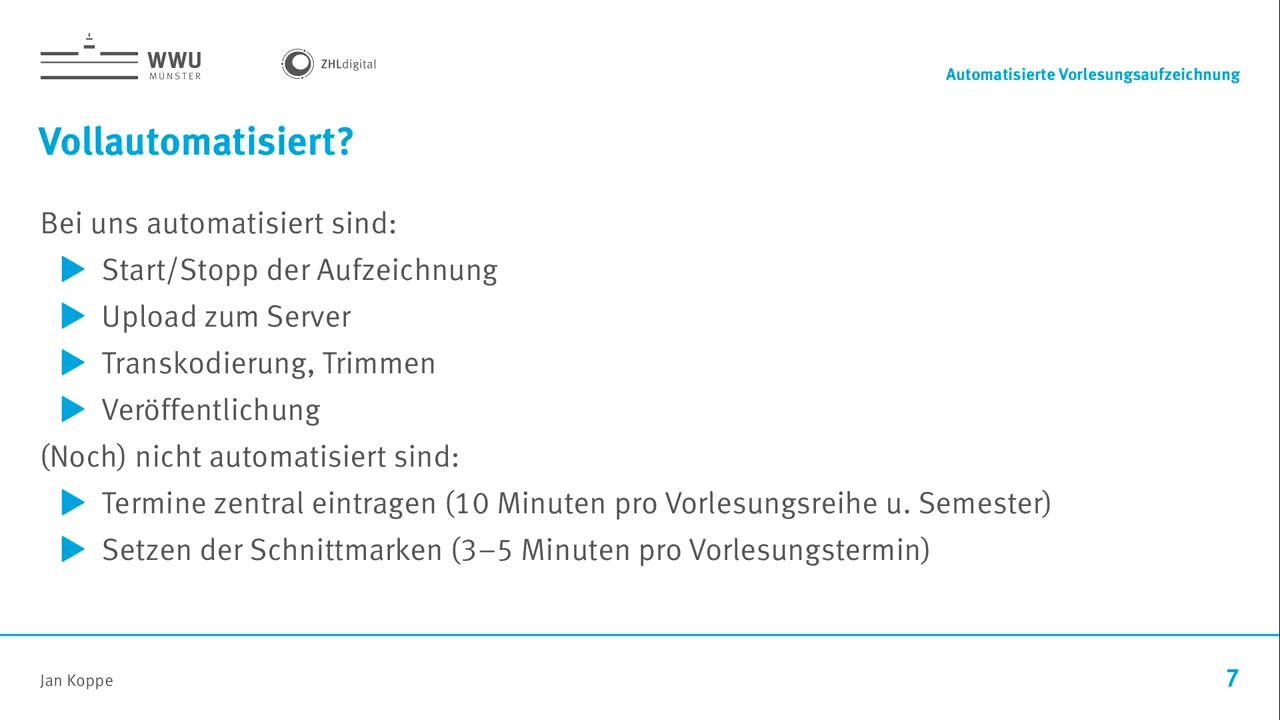 WWU
MÜNSTER
ZHLdigital
Automatisierte Vorlesungsaufzeichnung
Vollautomatisiert?
Bei uns automatisiert sind:
Start/Stopp der Aufzeichnung
Upload zum Server
Transkodierung, Trimmen
Veröffentlichung
(Noch) nicht automatisiert sind:
Termine zentral eintragen (10 Minuten pro Vorlesungsreihe u. Semester)
Setzen der Schnittmarken (3–5 Minuten pro Vorlesungstermin)
Jan Koppe
7